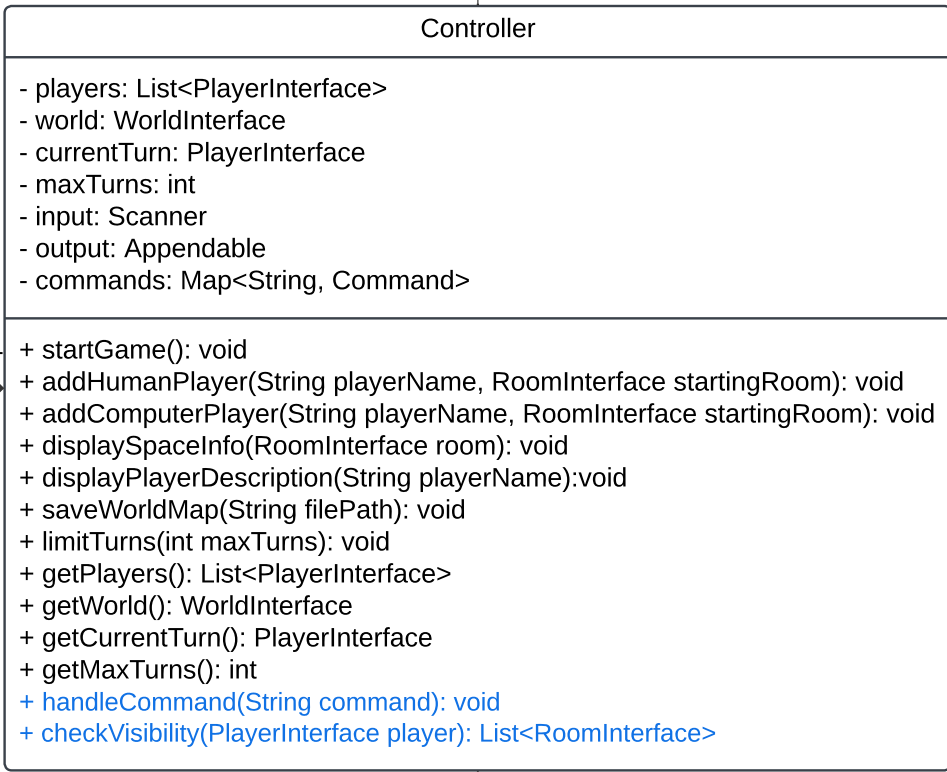 Controller
- players: List<PlayerInterface>
- world: WorldInterface
- currentTurn: PlayerInterface
- maxTurns: int
- input: Scanner
- output: Appendable
- commands: Map<String, Command>
+ startGame(): void
+ addHumanPlayer(String playerName, RoomInterface startingRoom): void
+ addComputerPlayer(String playerName, RoomInterface startingRoom): void
+ displaySpaceInfo(RoomInterface room): void
+ displayPlayerDescription(String playerName):void
+ saveWorldMap(String filePath): void
+ limitTurns(int maxTurns): void
+ getPlayers(): List<PlayerInterface>
+ getWorld(): WorldInterface
+ getCurrentTurn(): PlayerInterface
+ getMaxTurns(): int
+ handleCommand(String command): void
+ checkVisibility(PlayerInterface player): List<RoomInterface>